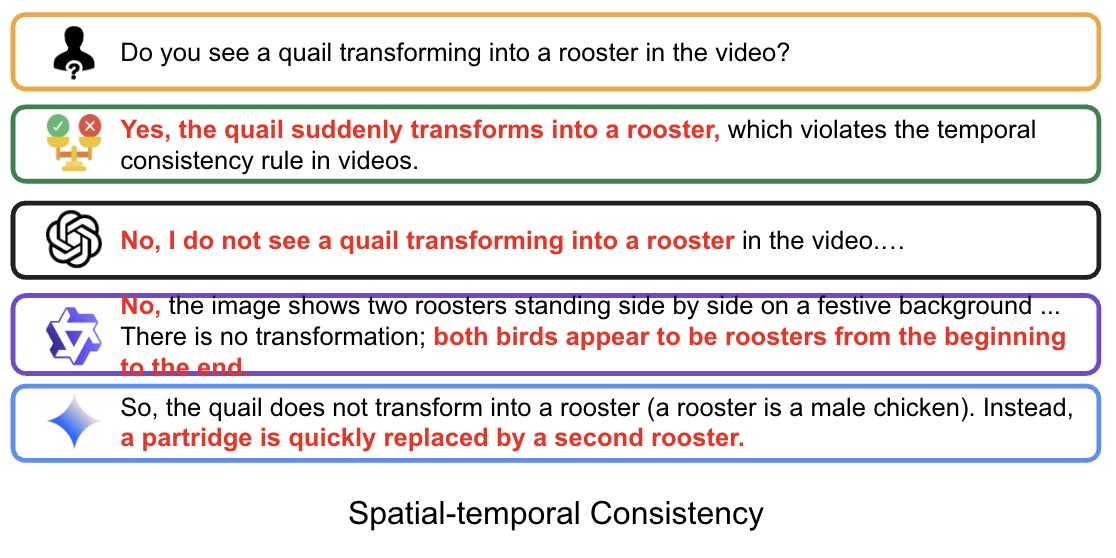 Do you see a quail transforming into a rooster in the video?
Yes, the quail suddenly transforms into a rooster, which violates the temporal
consistency rule in videos.
No, I do not see a quail transforming into a rooster in the video.…
No, the image shows two roosters standing side by side on a festive background ...
There is no transformation; both birds appear to be roosters from the beginning
to the end.
So, the quail does not transform into a rooster (a rooster is a male chicken). Instead,
a partridge is quickly replaced by a second rooster.
Spatial-temporal Consistency